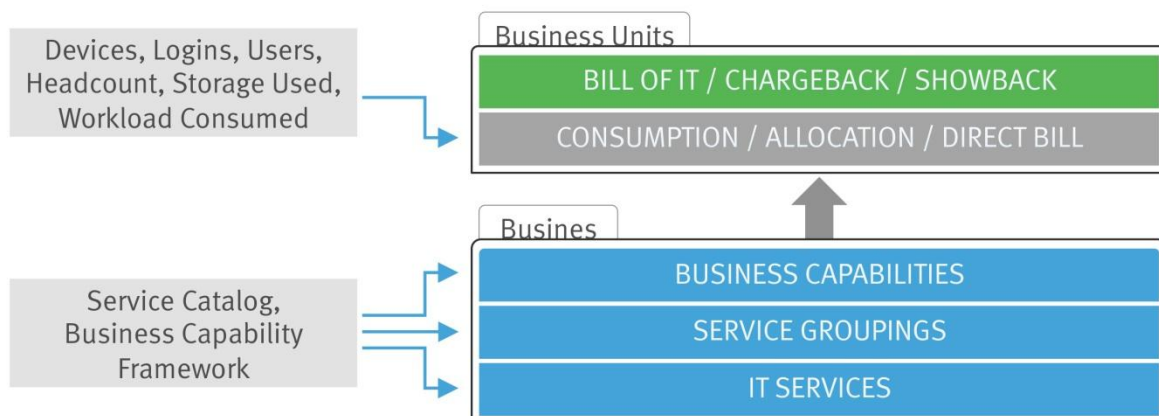 Devices, Logins, Users,
Headcount, Storage Used,
Workload Consumed
Business Units
BILL OF IT / CHARGEBACK / SHOWBACK
CONSUMPTION / ALLOCATION / DIRECT BILL
Service Catalog,
Business Capability
Framework
Busines
BUSINESS CAPABILITIES
SERVICE GROUPINGS
IT SERVICES